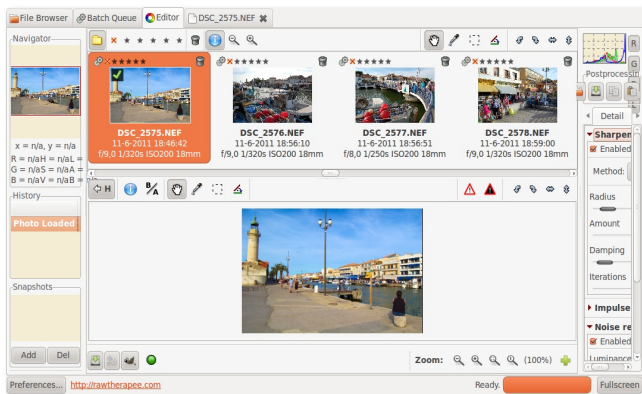 File Browser
Batch Queue
Editor
DSC_2575.NEF
Navigator
x = n/a, y = n/a
R = n/aH = n/aL =
G = n/aS = n/aA =
B = n/aV = n/aB = n/a
History
Photo Loaded
Snapshots
Add
Del
DSC_2575.NEF
11-6-2011 18:46:42
f/9,0 1/320s ISO200 18mm
DSC_2576.NEF
11-6-2011 18:56:10
f/9,0 1/320s ISO200 18mm
DSC_2577.NEF
11-6-2011 18:56:51
f/8,0 1/250s ISO200 18mm
DSC_2578.NEF
11-6-2011 18:59:00
f/9,0 1/320s ISO200 18mm
H
B/A
Zoom:
(100%)
R
G
Postprocessin
Detail
Sharpen
Enabled
Method:
Radius
Amount
Damping
Iterations
Impulse
Noise re
Enabled
Luminance
Preferences...
http://rawtherapee.com
Ready.
Fullscreen